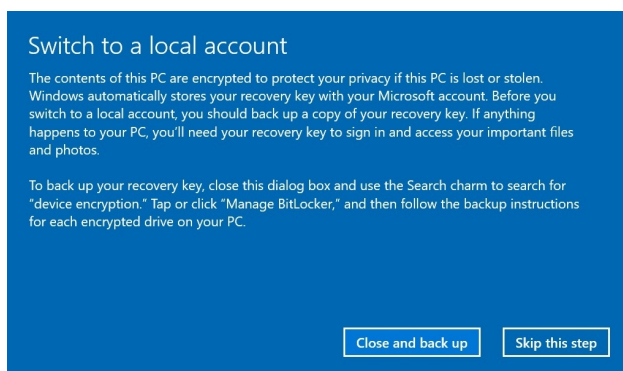 Switch to a local account
The contents of this PC are encrypted to protect your privacy if this PC is lost or stolen.
Windows automatically stores your recovery key with your Microsoft account. Before you
switch to a local account, you should back up a copy of your recovery key. If anything
happens to your PC, you’ll need your recovery key to sign in and access your important files
and photos.
To back up your recovery key, close this dialog box and use the Search charm to search for
“device encryption.” Tap or click “Manage BitLocker,” and then follow the backup instructions
for each encrypted drive on your PC.
Close and back up
Skip this step